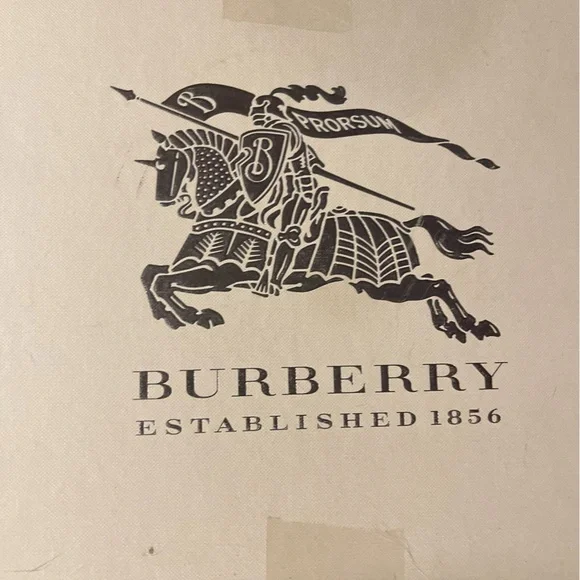 B
PRORSUM
B
BURBERRY
ESTABLISHED 1856